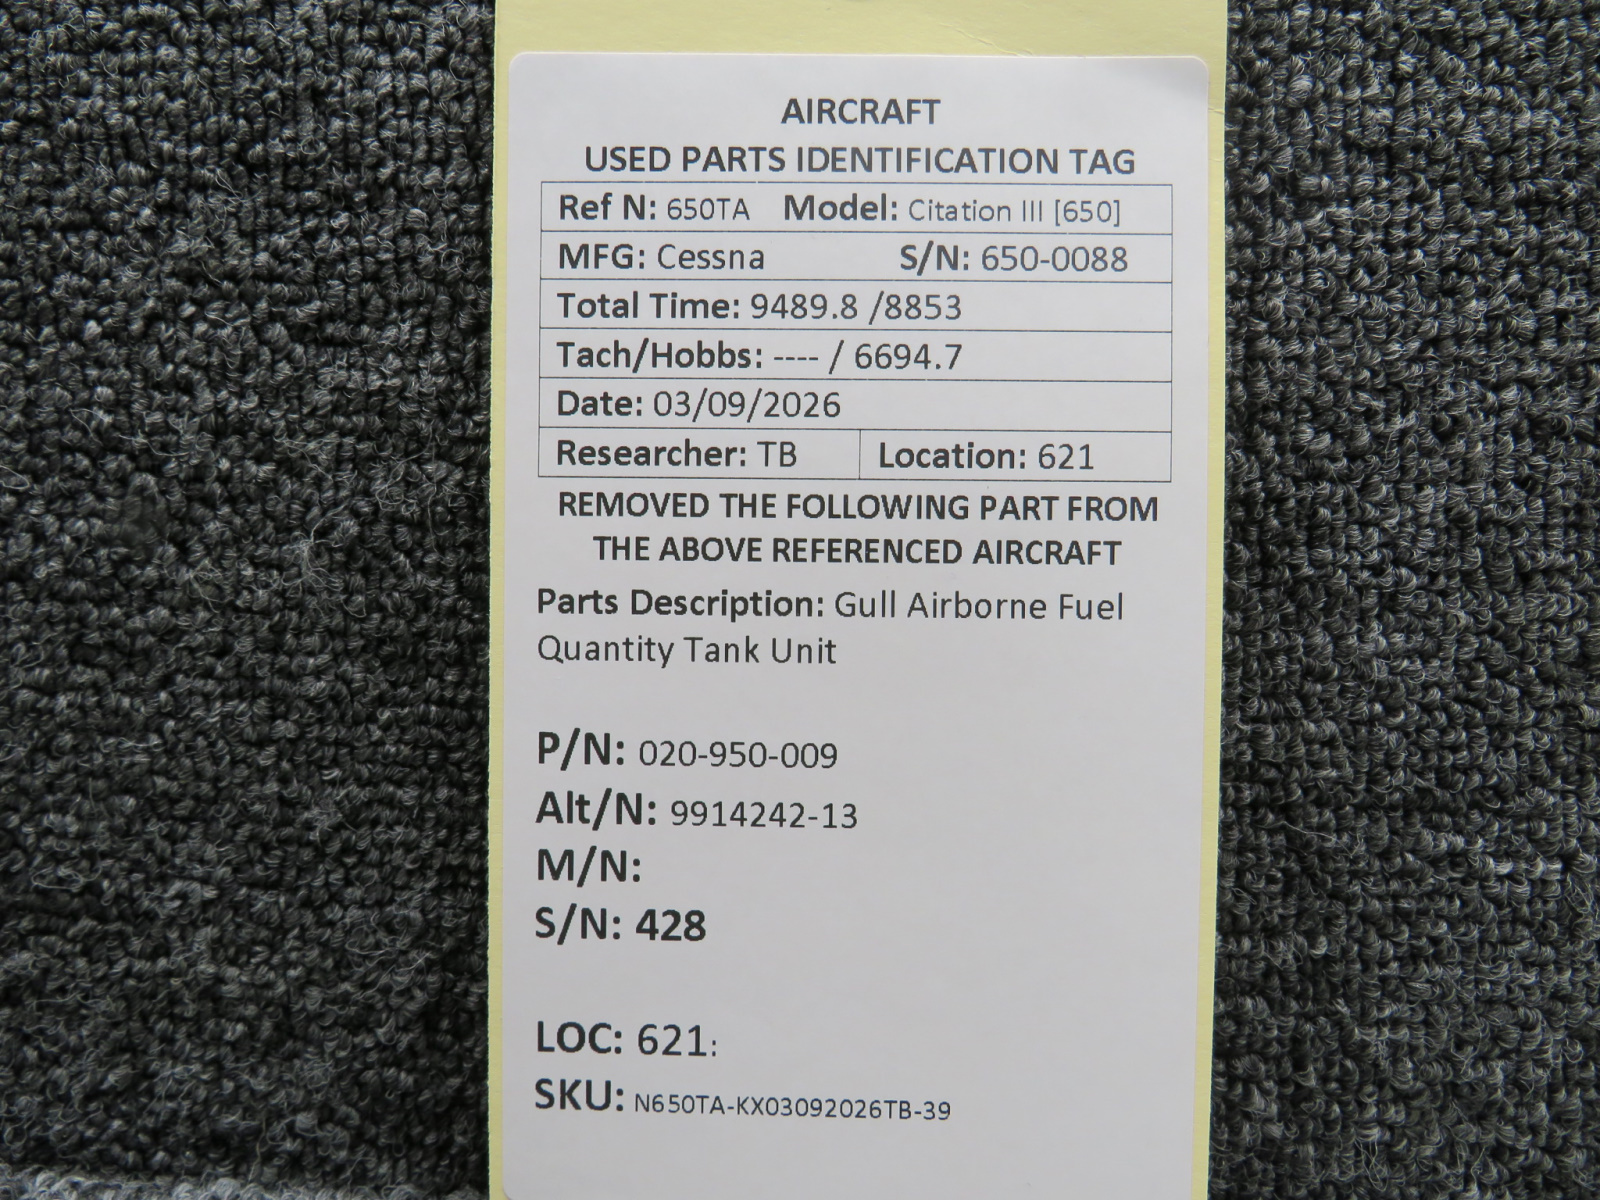 AIRCRAFT
USED PARTS IDENTIFICATION TAG
Ref N: 650TA Model: Citation III [650]
MFG: Cessna S/N: 650-0088
Total Time: 9489.8 /8853
Tach/Hobbs: ---- / 6694.7
Date: 03/09/2026
Researcher: TB Location: 621
REMOVED THE FOLLOWING PART FROM
THE ABOVE REFERENCED AIRCRAFT
Parts Description: Gull Airborne Fuel
Quantity Tank Unit
P/N: 020-950-009
Alt/N: 9914242-13
M/N:
S/N: 428
LOC: 621:
SKU: N650TA-KX03092026TB-39